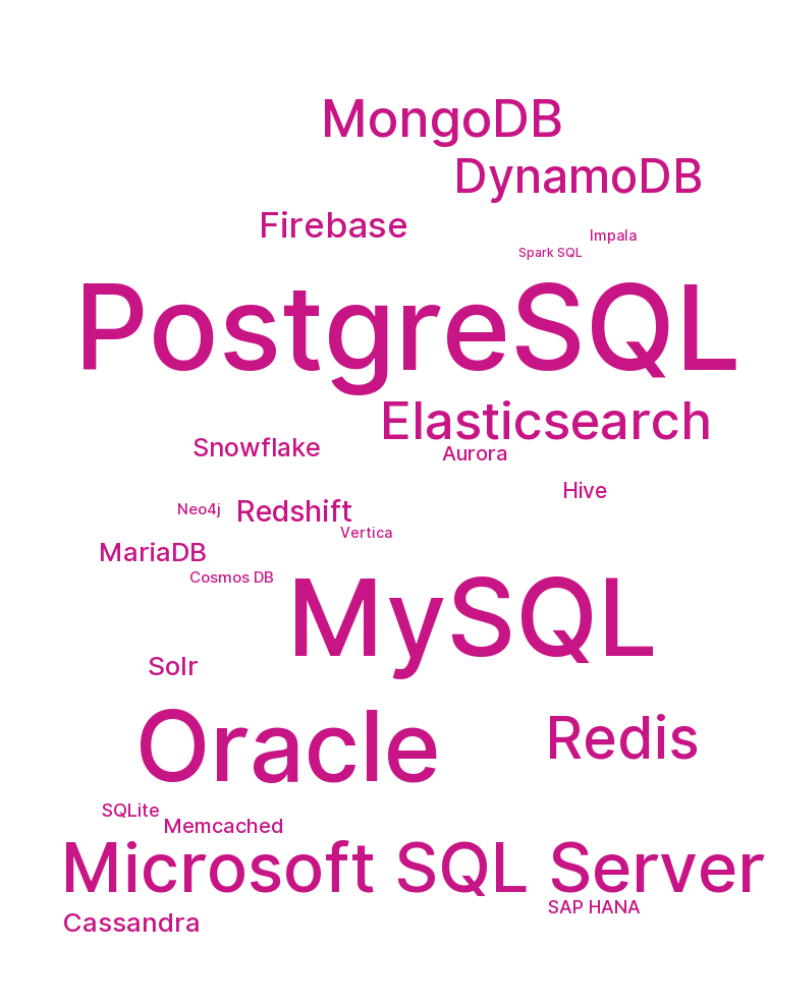 MongoDB
DynamoDB
Firebase
Impala
Spark SQL
PostgreSQL
Elasticsearch
Snowflake
Aurora
Hive
Neo4j
Redshift
Vertica
MariaDB
Cosmos DB
MySQL
Solr
Oracle
Redis
SQLite
Memcached
Microsoft SQL Server
SAP HANA
Cassandra